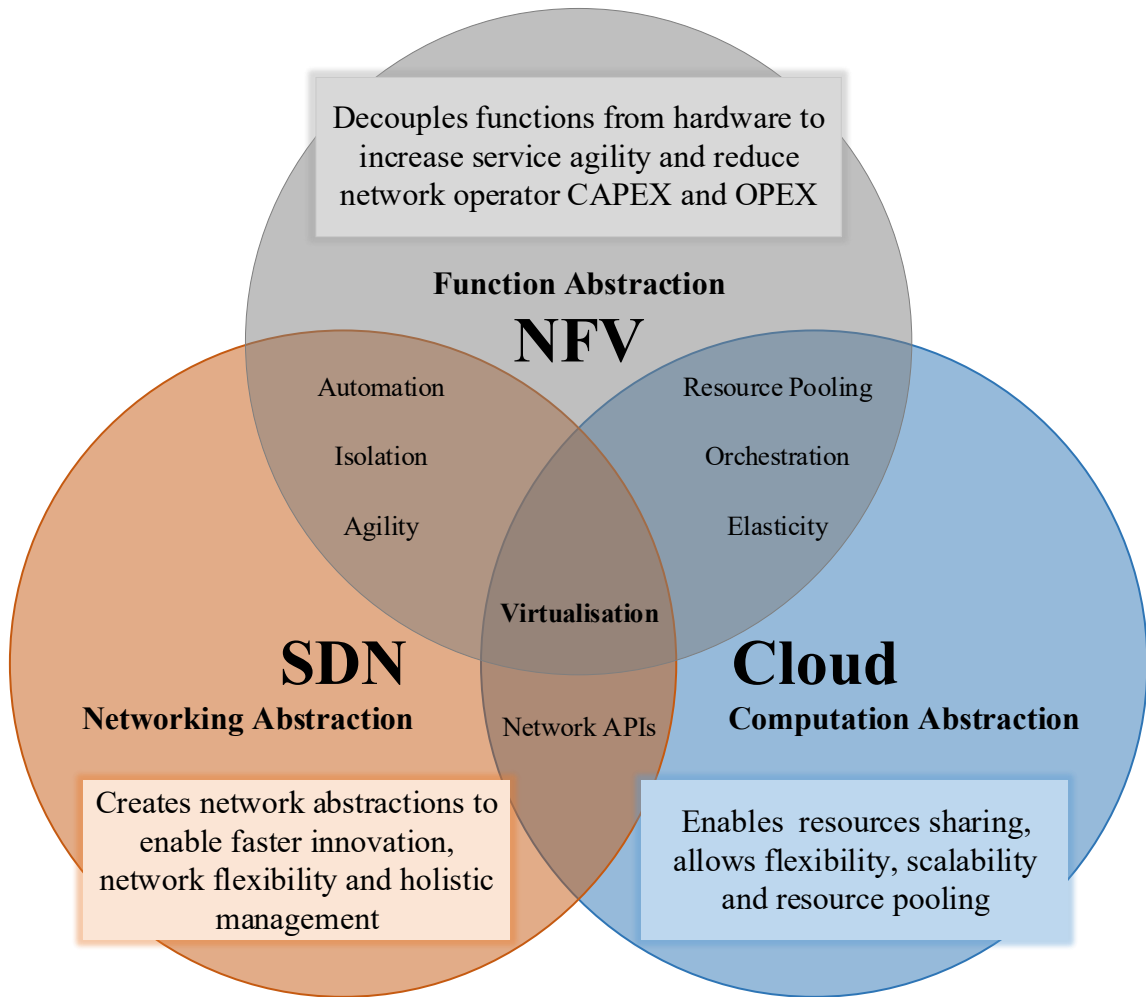 Decouples functions from hardware to
increase service agility and reduce
network operator CAPEX and OPEX
Function Abstraction
NFV
Automation
Resource Pooling
Isolation
Orchestration
Agility
Elasticity
Virtualisation
SDN
Cloud
Networking Abstraction
Computation Abstraction
Network APIs
Creates network abstractions to
enable faster innovation,
network flexibility and holistic
management
Enables  resources sharing,
allows flexibility, scalability
and resource pooling